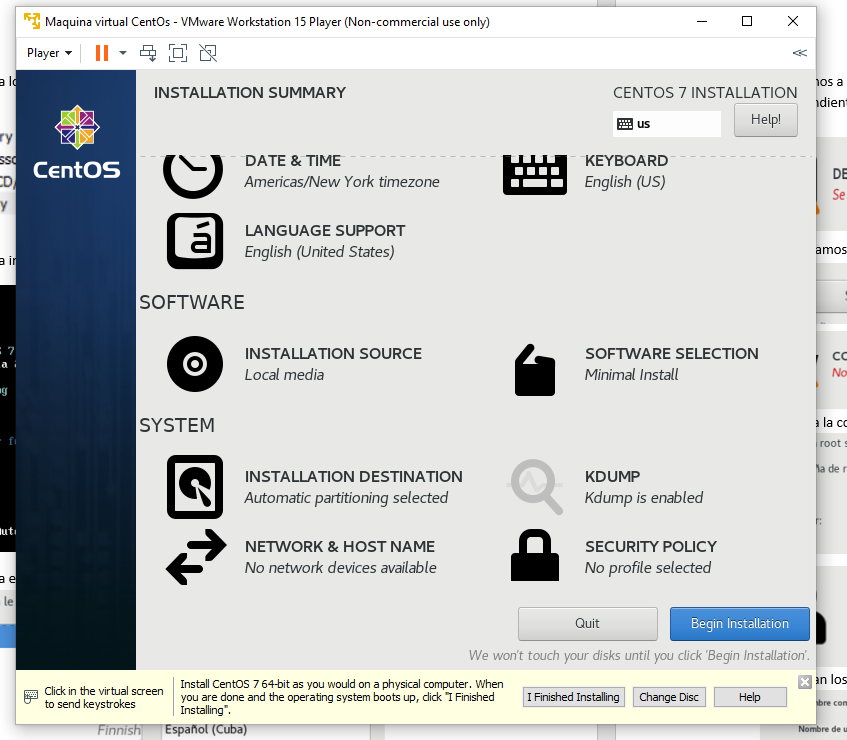 Maquina virtual CentOs - VMware Workstation 15 Player (Non-commercial use only)
Player
INSTALLATION SUMMARY
CENTOS 7 INSTALLATION
us
Help!
CentOS
DATE & TIME
Americas/New York timezone
KEYBOARD
English (US)
LANGUAGE SUPPORT
English (United States)
SOFTWARE
INSTALLATION SOURCE
Local media
SOFTWARE SELECTION
Minimal Install
SYSTEM
INSTALLATION DESTINATION
Automatic partitioning selected
KDUMP
Kdump is enabled
NETWORK & HOST NAME
No network devices available
SECURITY POLICY
No profile selected
Quit
Begin Installation
We won't touch your disks until you click 'Begin Installation'.
Click in the virtual screen
to send keystrokes
Install CentOS 7 64-bit as you would on a physical computer. When
you are done and the operating system boots up, click "I Finished
Installing".
I Finished Installing
Change Disc
Help
Finnish
Español (Cuba)